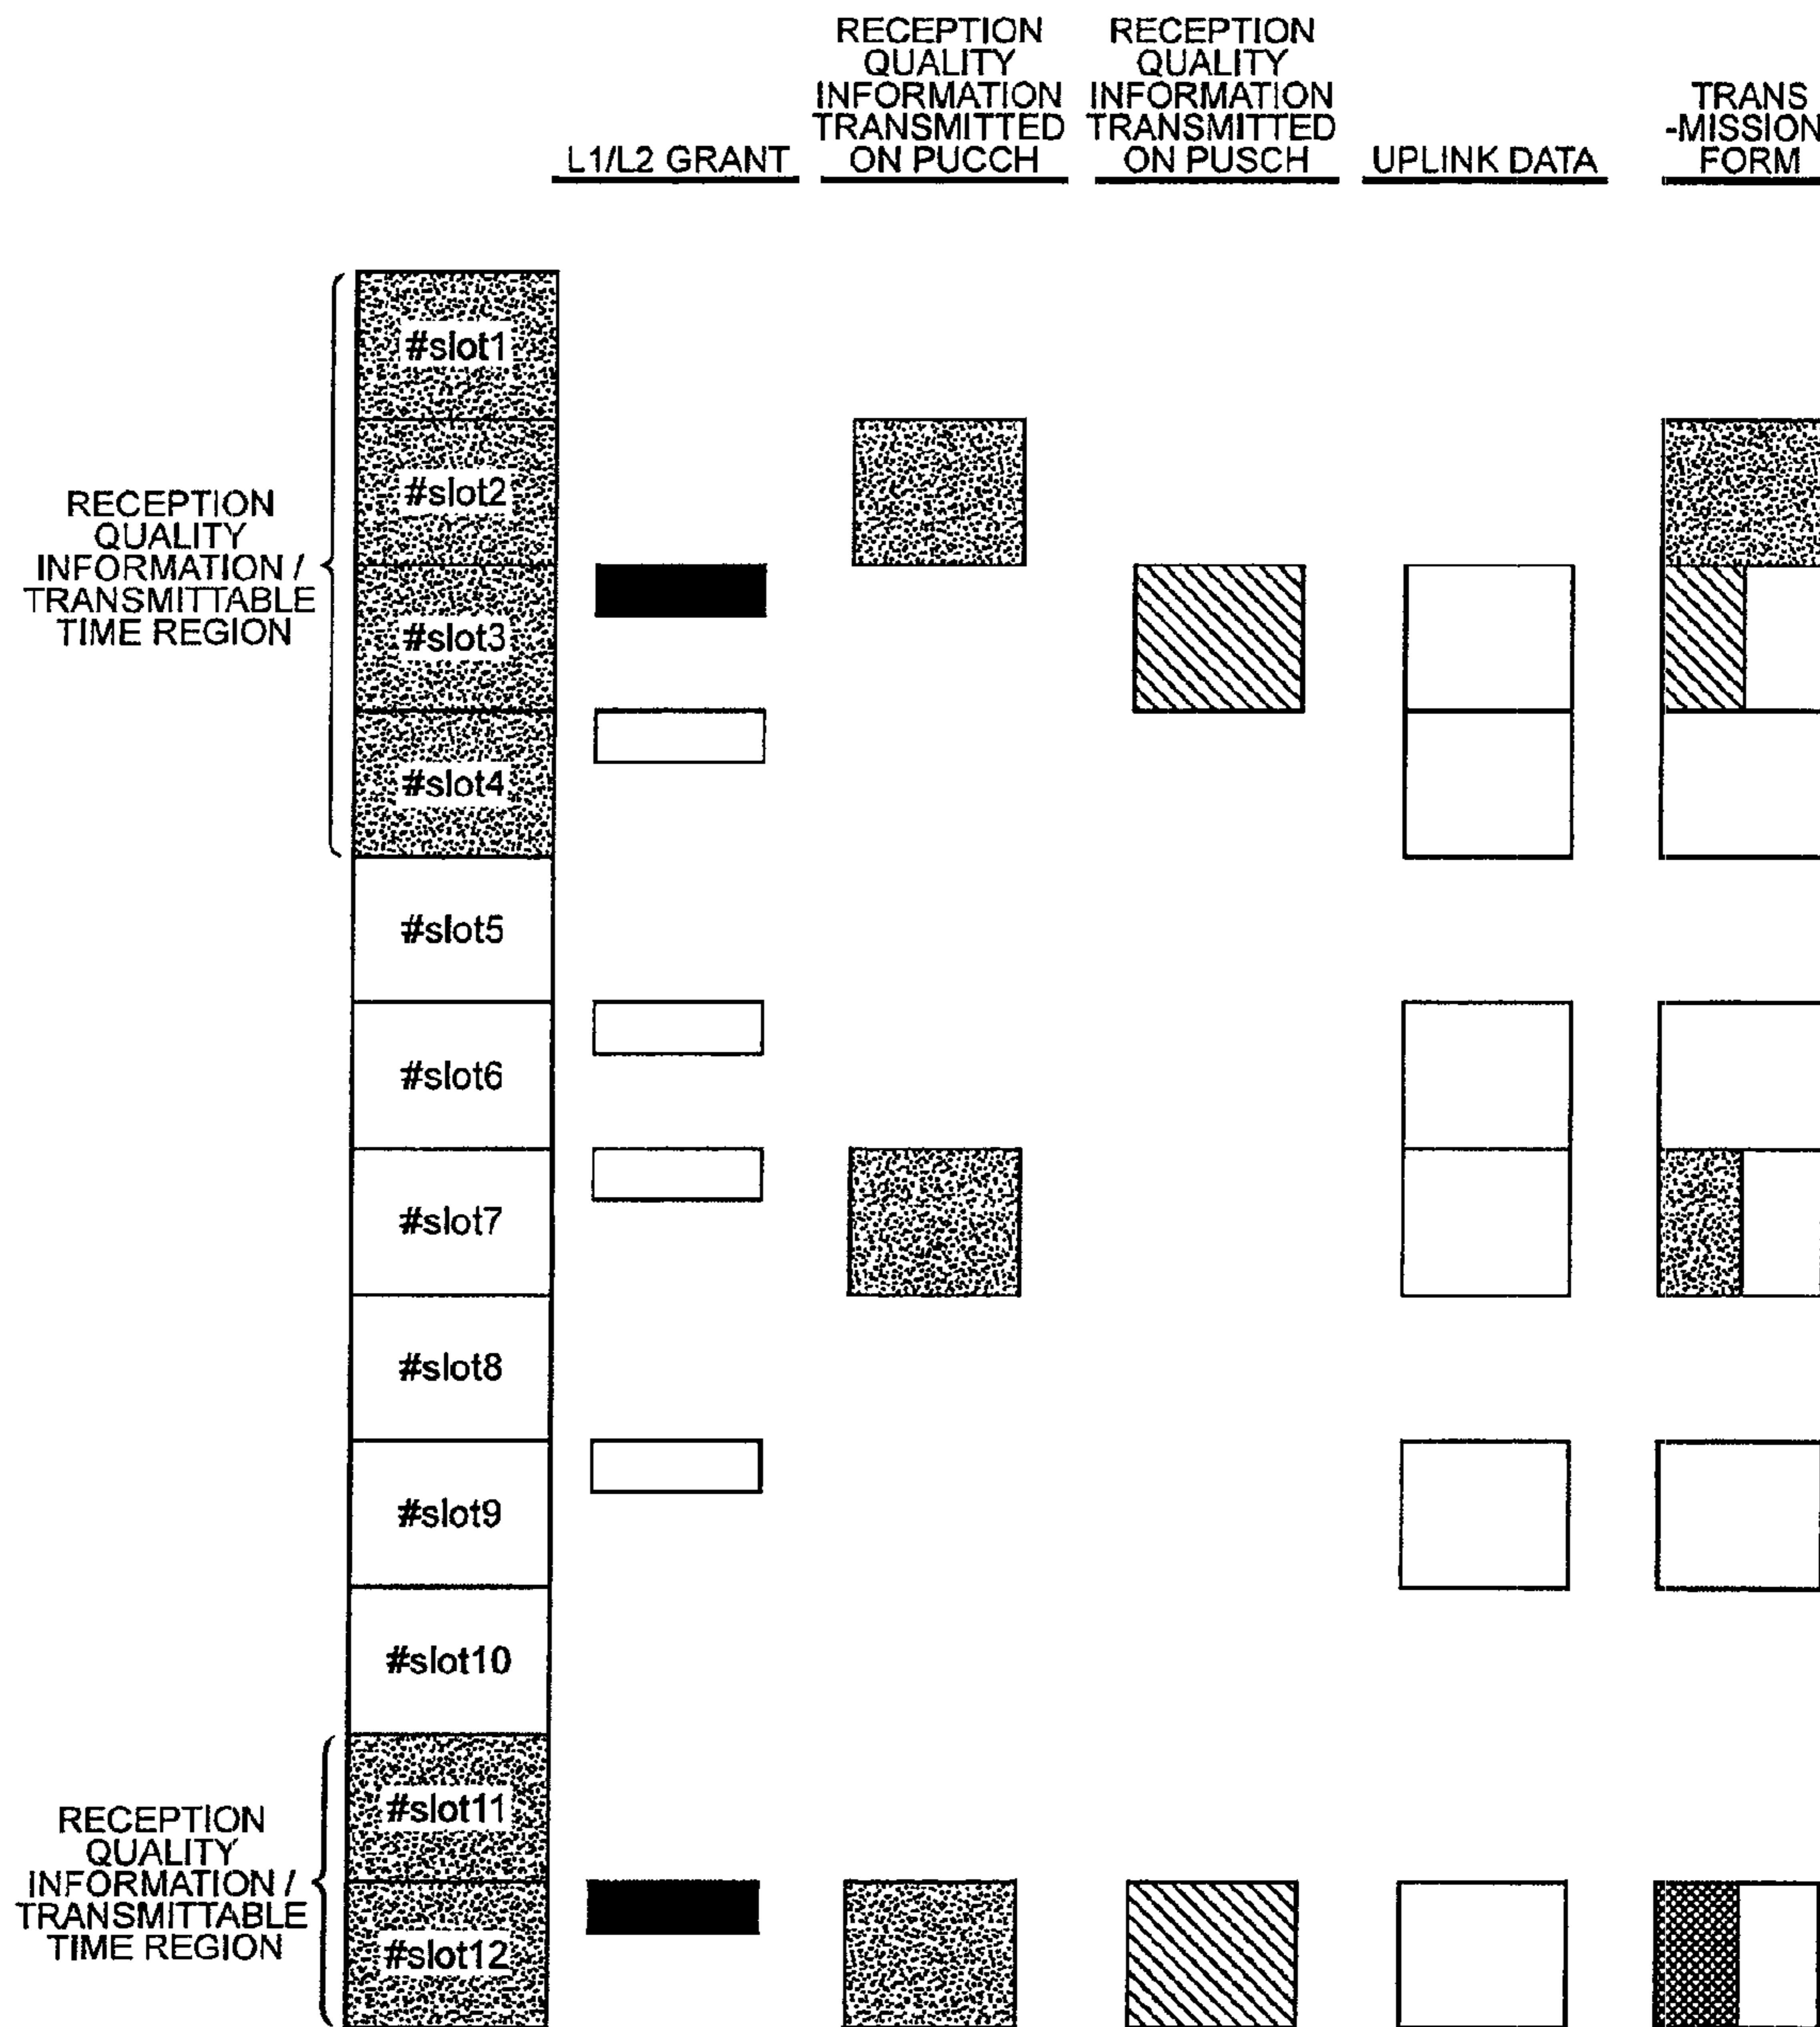 RECEPTION
QUALITY
INFORMATION
TRANSMITTED
ON PUCCH
RECEPTION
QUALITY
INFORMATION
TRANSMITTED
ON PUSCH
TRANS
-MISSION
FORM
L1/L2 GRANT
UPLINK DATA
#slot1
#slot2
RECEPTION
QUALITY
INFORMATION /
TRANSMITTABLE
TIME REGION
#slot3
#slot4
#slot5
#slot6
#slot7
#slot8
#slot9
#slot10
#slot11
RECEPTION
QUALITY
INFORMATION /
TRANSMITTABLE
TIME REGION
#slot12